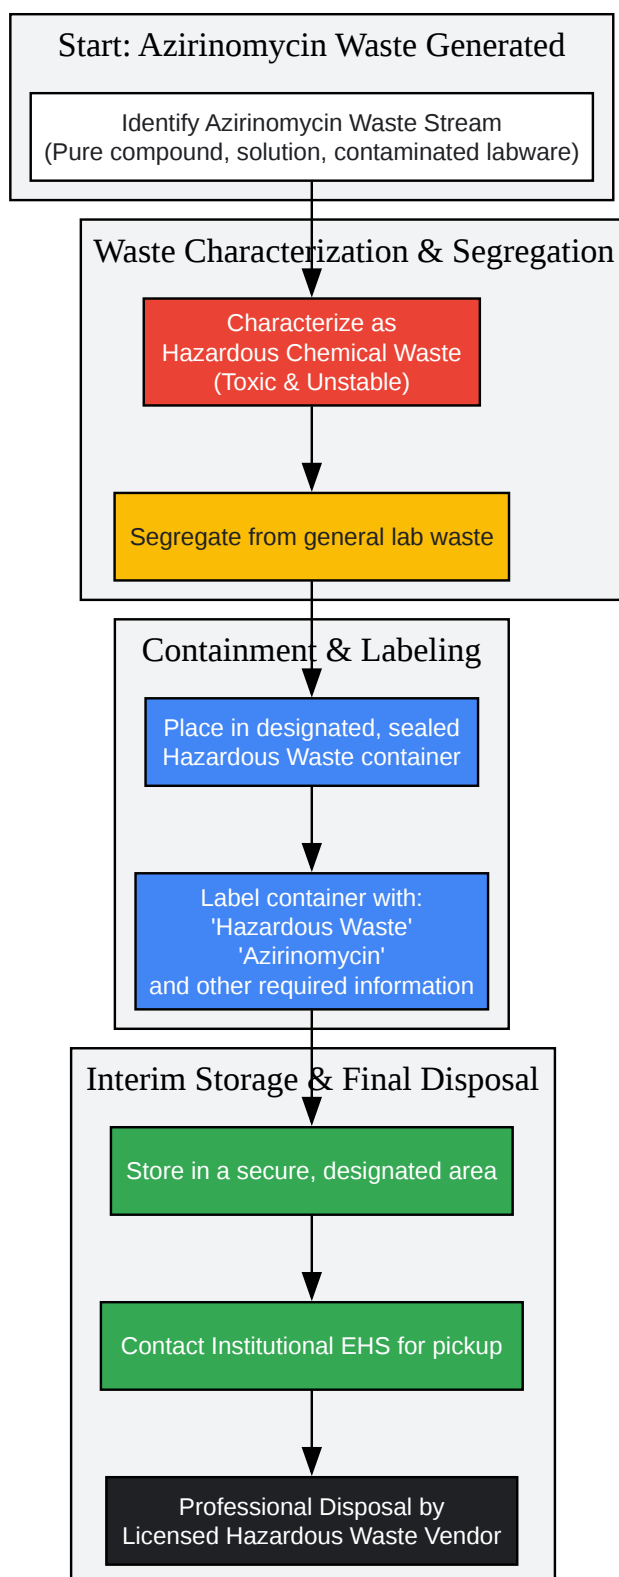 Start: Azirinomycin Waste Generated
Identify Azirinomycin Waste Stream
(Pure compound, solution, contaminated labware)
Waste Characterization & Segregation
Characterize as
Hazardous Chemical Waste
(Toxic & Unstable)
Segregate from general lab waste
Containment & Labeling
Place in designated, sealed
Hazardous Waste container
Label container with:
'Hazardous Waste'
'Azirinomycin'
and other required information
Interim Storage & Final Disposal
Store in a secure, designated area
Contact Institutional EHS for pickup
Professional Disposal by
Licensed Hazardous Waste Vendor